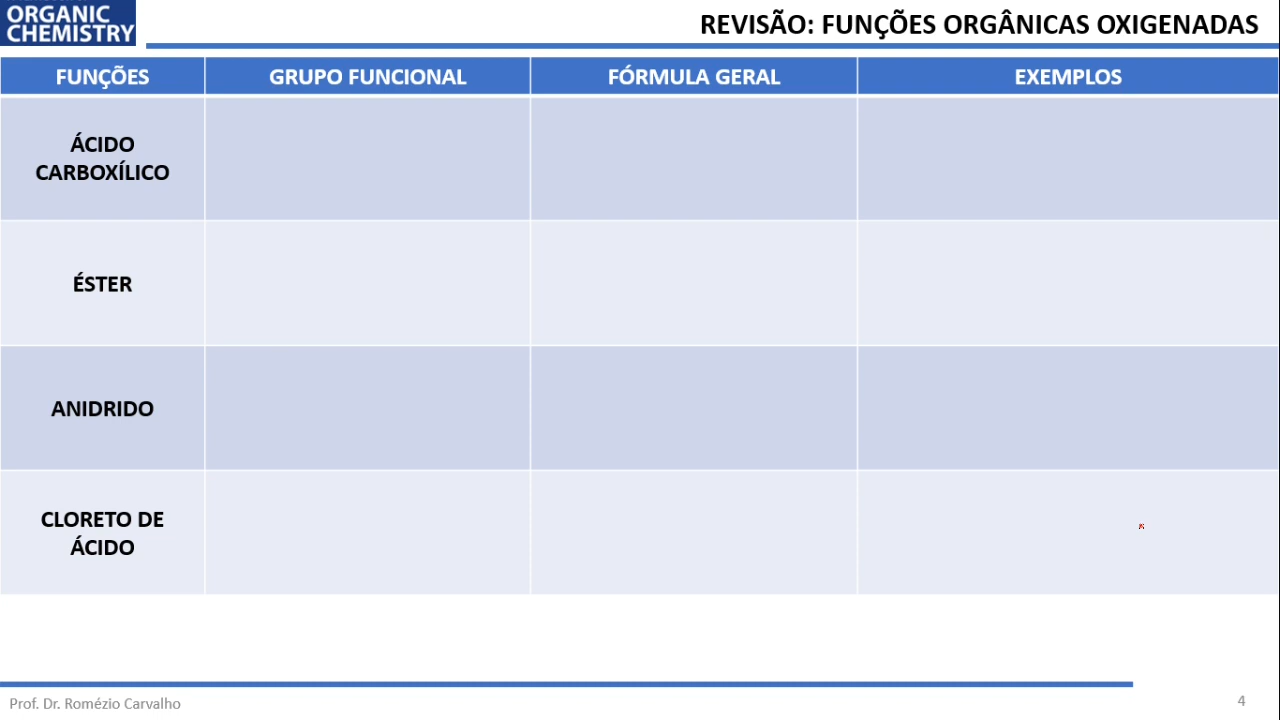 ORGANIC
CHEMISTRY
REVISÃO: FUNÇÕES ORGÂNICAS OXIGENADAS
FUNÇÕES GRUPO FUNCIONAL FÓRMULA GERAL EXEMPLOS
ÁCIDO
CARBOXÍLICO
ÉSTER
ANIDRIDO
CLORETO DE
ÁCIDO
Prof. Dr. Romézio Carvalho
4